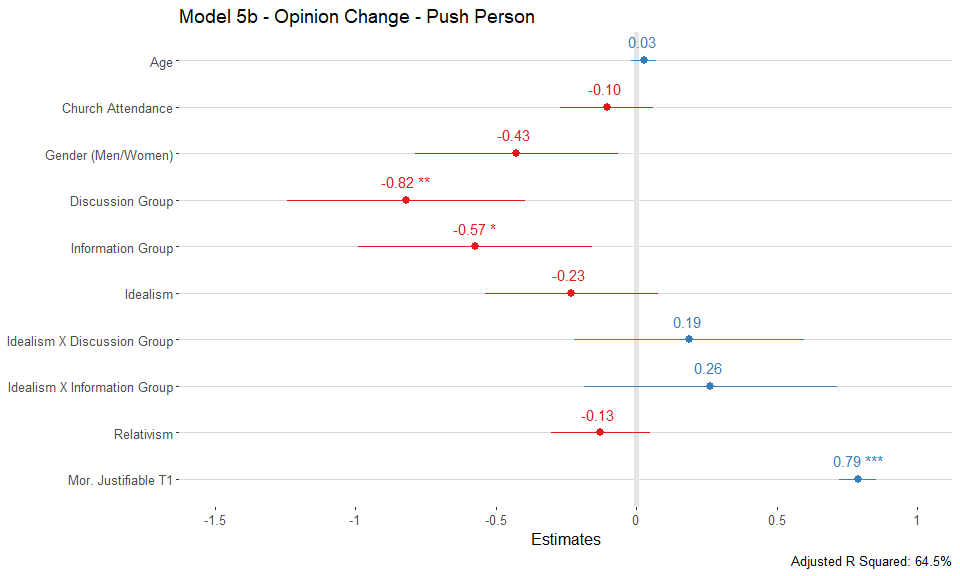 Model 5b - Opinion Change - Push Person
Age
0.03
Church Attendance
-0.10
Gender (Men/Women)
-0.43
Discussion Group
-0.82 **
Information Group
-0.57 *
Idealism
-0.23
Idealism X Discussion Group
0.19
Idealism X Information Group
0.26
Relativism
-0.13
Mor. Justifiable T1
0.79 ***
-1.5 -1 -0.5 0 0.5 1
Estimates
Adjusted R Squared: 64.5%